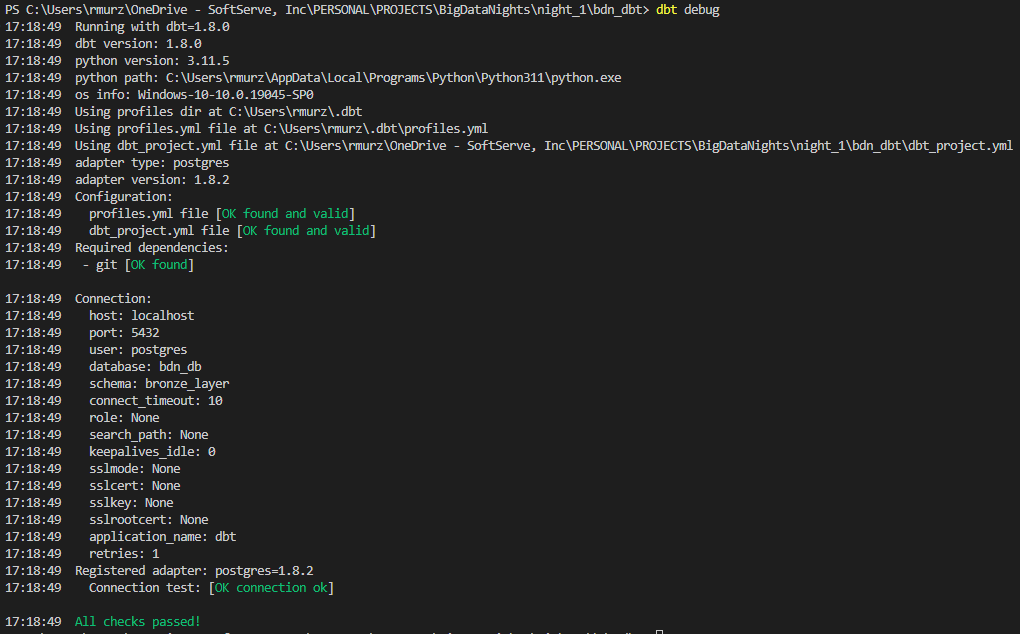 PS C:\Users\rmurz\OneDrive - SoftServe, Inc\PERSONAL\PROJECTS\BigDataNights\night_1\bdn_dbt> dbt debug
17:18:49  Running with dbt=1.8.0
17:18:49  dbt version: 1.8.0
17:18:49  python version: 3.11.5
17:18:49  python path: C:\Users\rmurz\AppData\Local\Programs\Python\Python311\python.exe
17:18:49  os info: Windows-10-10.0.19045-SP0
17:18:49  Using profiles dir at C:\Users\rmurz\.dbt
17:18:49  Using profiles.yml file at C:\Users\rmurz\.dbt\profiles.yml
17:18:49  Using dbt_project.yml file at C:\Users\rmurz\OneDrive - SoftServe, Inc\PERSONAL\PROJECTS\BigDataNights\night_1\bdn_dbt\dbt_project.yml
17:18:49  adapter type: postgres
17:18:49  adapter version: 1.8.2
17:18:49  Configuration:
17:18:49    profiles.yml file [OK found and valid]
17:18:49    dbt_project.yml file [OK found and valid]
17:18:49  Required dependencies:
17:18:49   - git [OK found]
17:18:49  Connection:
17:18:49    host: localhost
17:18:49    port: 5432
17:18:49    user: postgres
17:18:49    database: bdn_db
17:18:49    schema: bronze_layer
17:18:49    connect_timeout: 10
17:18:49    role: None
17:18:49    search_path: None
17:18:49    keepalives_idle: 0
17:18:49    sslmode: None
17:18:49    sslcert: None
17:18:49    sslkey: None
17:18:49    sslrootcert: None
17:18:49    application_name: dbt
17:18:49    retries: 1
17:18:49  Registered adapter: postgres=1.8.2
17:18:49    Connection test: [OK connection ok]
17:18:49  All checks passed!